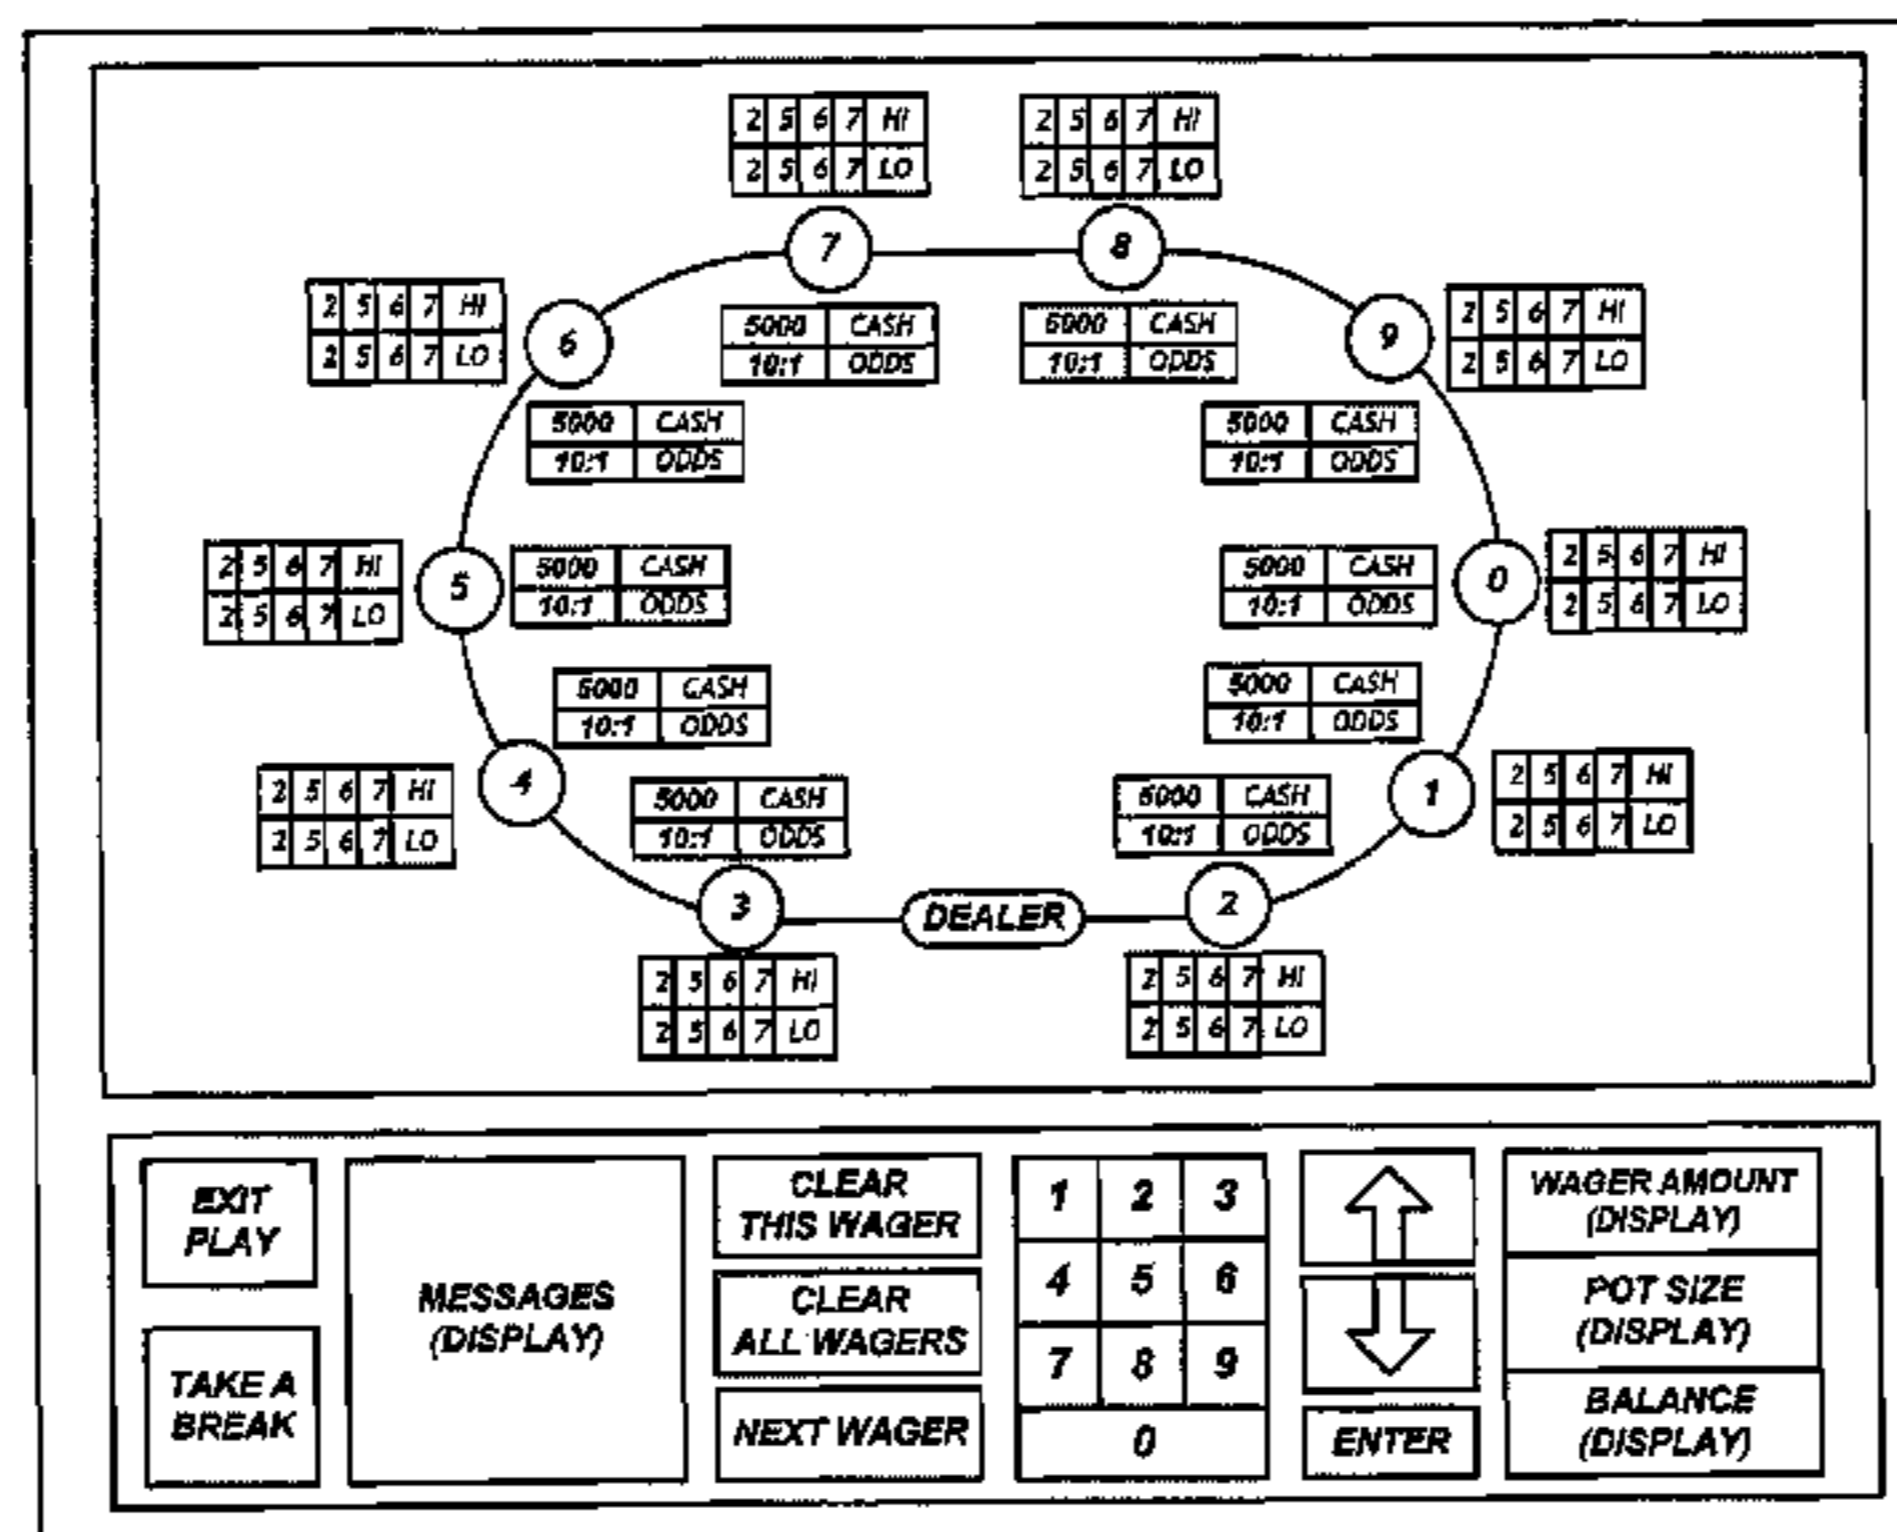 2 5 6 7 HI
2 5 6 7 LO
2 5 6 7 HI
2 5 6 7 LO
7
8
5000 CASH
10:1 ODDS
5000 CASH
10:1 ODDS
2 5 6 7 HI
2 5 6 7 LO
6
9
2 5 6 7 HI
2 5 6 7 LO
5000 CASH
10:1 ODDS
5000 CASH
10:1 ODDS
2 5 6 7 HI
2 5 6 7 LO
5
5000 CASH
10:1 ODDS
5000 CASH
10:1 ODDS
0
2 5 6 7 HI
2 5 6 7 LO
5000 CASH
10:1 ODDS
5000 CASH
10:1 ODDS
2 5 6 7 HI
2 5 6 7 LO
4
1
2 5 6 7 HI
2 5 6 7 LO
5000 CASH
10:1 ODDS
5000 CASH
10:1 ODDS
3
DEALER
2
2 5 6 7 HI
2 5 6 7 LO
2 5 6 7 HI
2 5 6 7 LO
EXIT
PLAY
TAKE A
BREAK
MESSAGES
(DISPLAY)
CLEAR
THIS WAGER
CLEAR
ALL WAGERS
NEXT WAGER
1 2 3
4 5 6
7 8 9
0
ENTER
WAGER AMOUNT
(DISPLAY)
POT SIZE
(DISPLAY)
BALANCE
(DISPLAY)